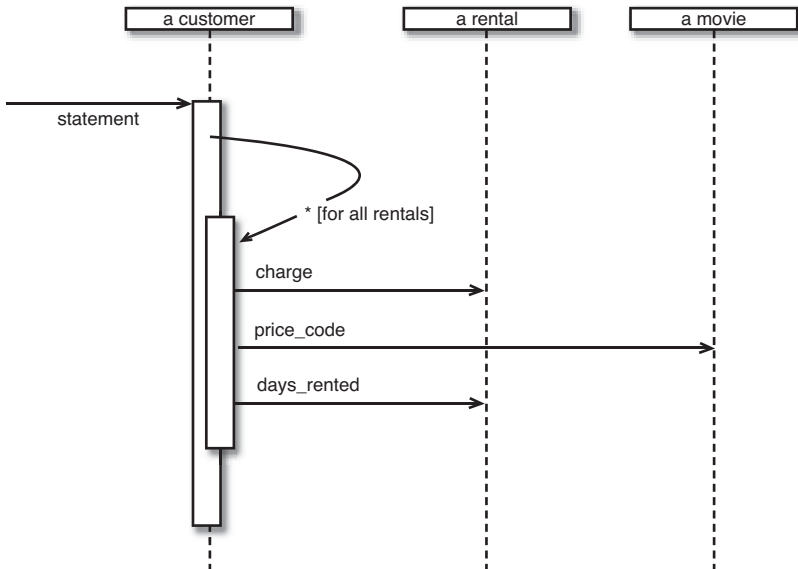 a customer
a rental
a movie
statement
* [for all rentals]
charge
price_code
days_rented